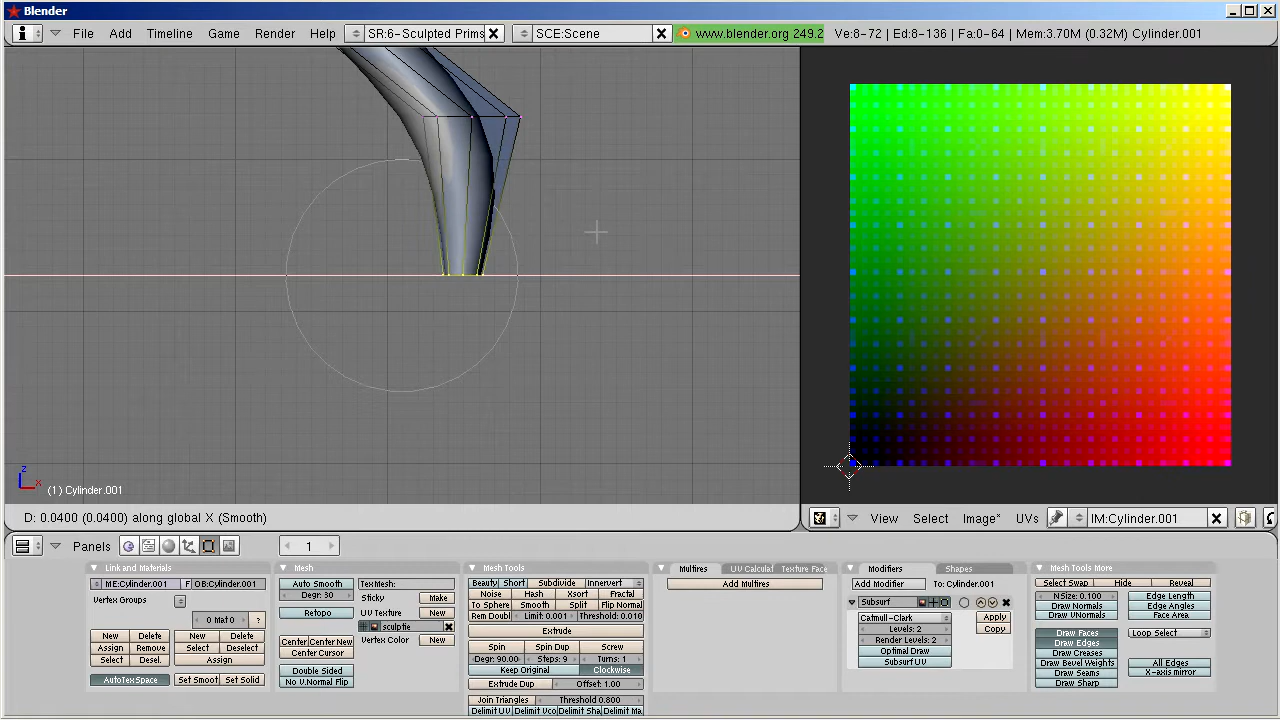 Blender
File Add Timeline Game Render Help SR:6-Sculpted Prims SCE:Scene www.blender.org 249.2 Ve:8-72 | Ed:8-136 | Fa:0-64 | Mem:3.70M (0.32M) Cylinder.001
z
x
(1) Cylinder.001
D: 0.0400 (0.0400) along global X (Smooth)
View Select Image* UVs IM:Cylinder.001
Panels 1
Link and Materials
ME:Cylinder.001 F OB:Cylinder.001
Vertex Groups
0 Mat 0 ?
New Delete New Delete
Assign Remove Select Deselect
Select Desel. Assign
AutoTexSpace Set Smoot Set Solid
Mesh
Auto Smooth TexMesh:
Degr: 30 Sticky Make
Retopo UV Texture New
sculptie
Center Center New Vertex Color New
Center Cursor
Double Sided
No V.Normal Flip
Mesh Tools
Beauty Short Subdivide Innervert
Noise Hash Xsort Fractal
To Sphere Smooth Split Flip Normal
Rem Doubl Limit: 0.001 Threshold: 0.010
Extrude
Spin Spin Dup Screw
Degr: 90.00 Steps: 9 Turns: 1
Keep Original Clockwise
Extrude Dup Offset: 1.00
Join Triangles Threshold 0.800
Delimit UV Delimit Vco Delimit Sha Delimit Ma
Multires UV Calculat Texture Face
Add Multires
Modifiers Shapes
Add Modifier To: Cylinder.001
Subsurf
Catmull-Clark Apply
Levels: 2 Copy
Render Levels: 2
Optimal Draw
Subsurf UV
Mesh Tools More
Select Swap Hide Reveal
NSize: 0.100 Edge Length
Draw Normals Edge Angles
Draw VNormals Face Area
Draw Faces Loop Select
Draw Edges
Draw Creases
Draw Bevel Weights All Edges
Draw Seams X-axis mirror
Draw Sharp